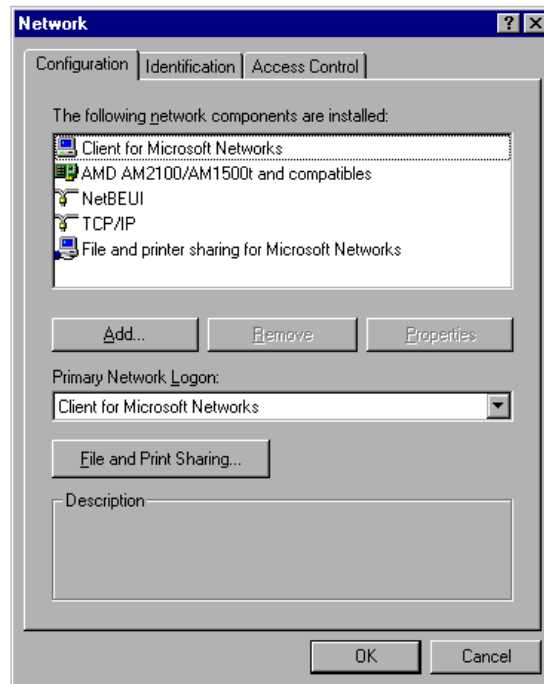 Network
Configuration Identification Access Control
The following network components are installed:
Client for Microsoft Networks
AMD AM2100/AM1500t and compatibles
NetBEUI
TCP/IP
File and printer sharing for Microsoft Networks
Add... Remove Properties
Primary Network Logon:
Client for Microsoft Networks
File and Print Sharing...
Description
OK Cancel